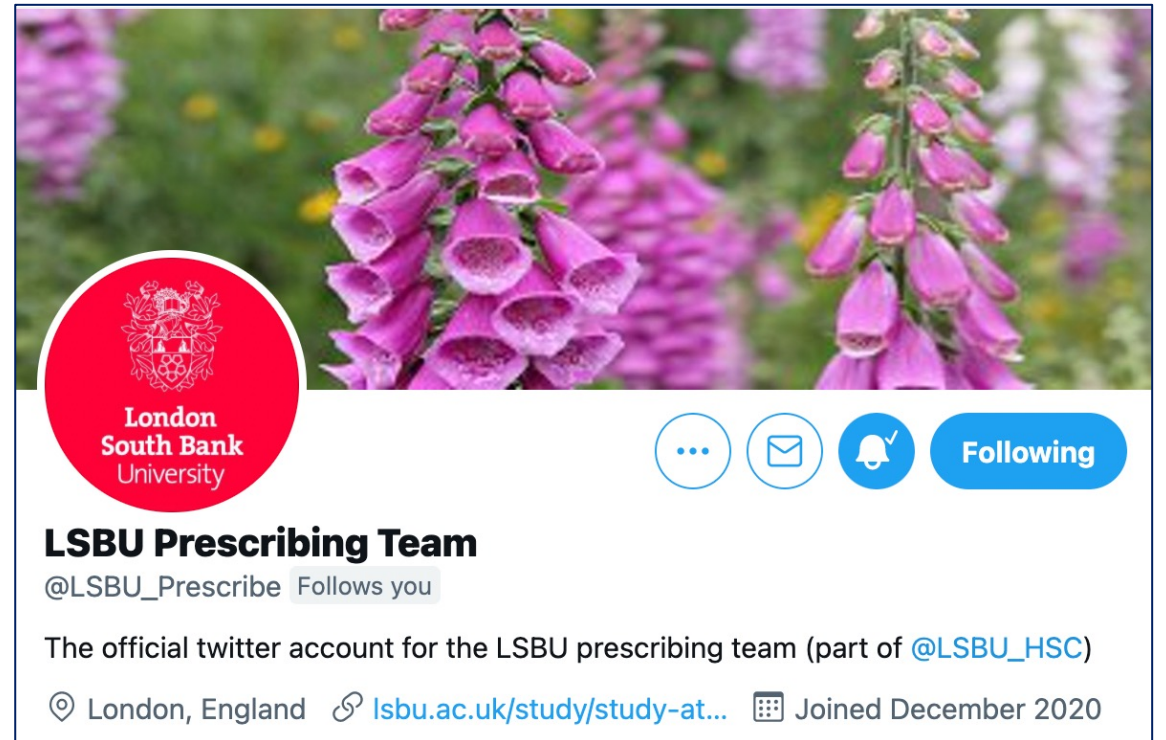 London
South Bank
University
Following
LSBU Prescribing Team
@LSBU_Prescribe Follows you
The official twitter account for the LSBU prescribing team (part of @LSBU_HSC)
London, England lsbu.ac.uk/study/study-at... Joined December 2020